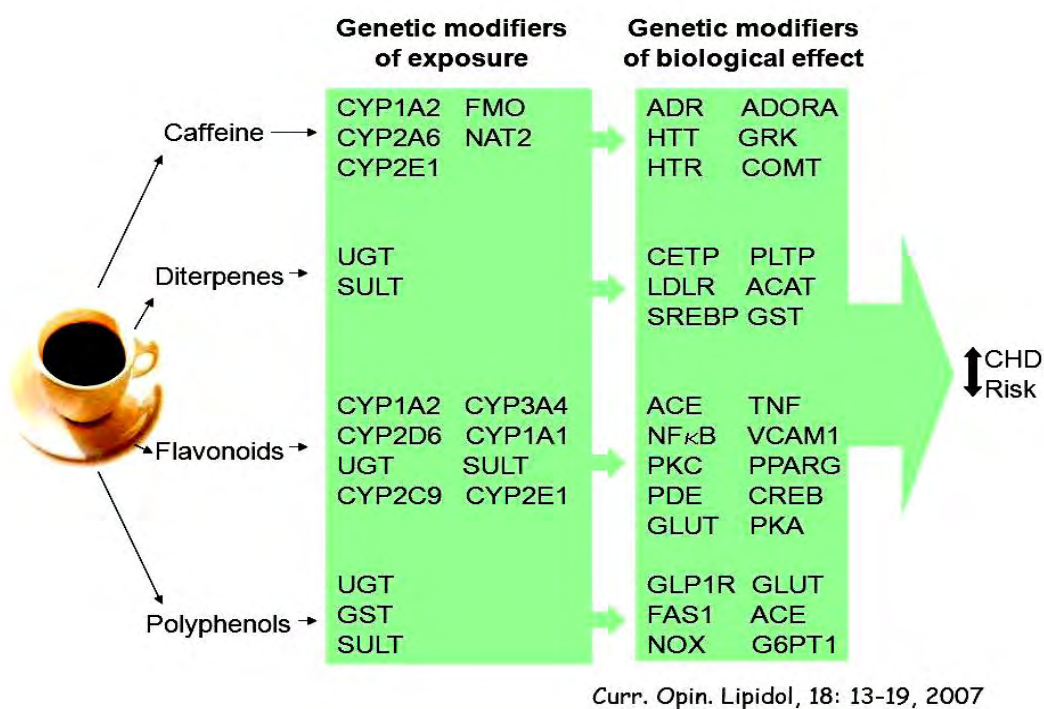 Genetic modifiers
of exposure
Genetic modifiers
of biological effect
Caffeine
CYP1A2 FMO
CYP2A6 NAT2
CYP2E1
ADR ADORA
HTT GRK
HTR COMT
Diterpenes
UGT
SULT
CETP PLTP
LDLR ACAT
SREBP GST
Flavonoids
CYP1A2 CYP3A4
CYP2D6 CYP1A1
UGT SULT
CYP2C9 CYP2E1
ACE TNF
NFκB VCAM1
PKC PPARG
PDE CREB
GLUT PKA
Polyphenols
UGT
GST
SULT
GLP1R GLUT
FAS1 ACE
NOX G6PT1
CHD
Risk
Curr. Opin. Lipidol, 18: 13-19, 2007